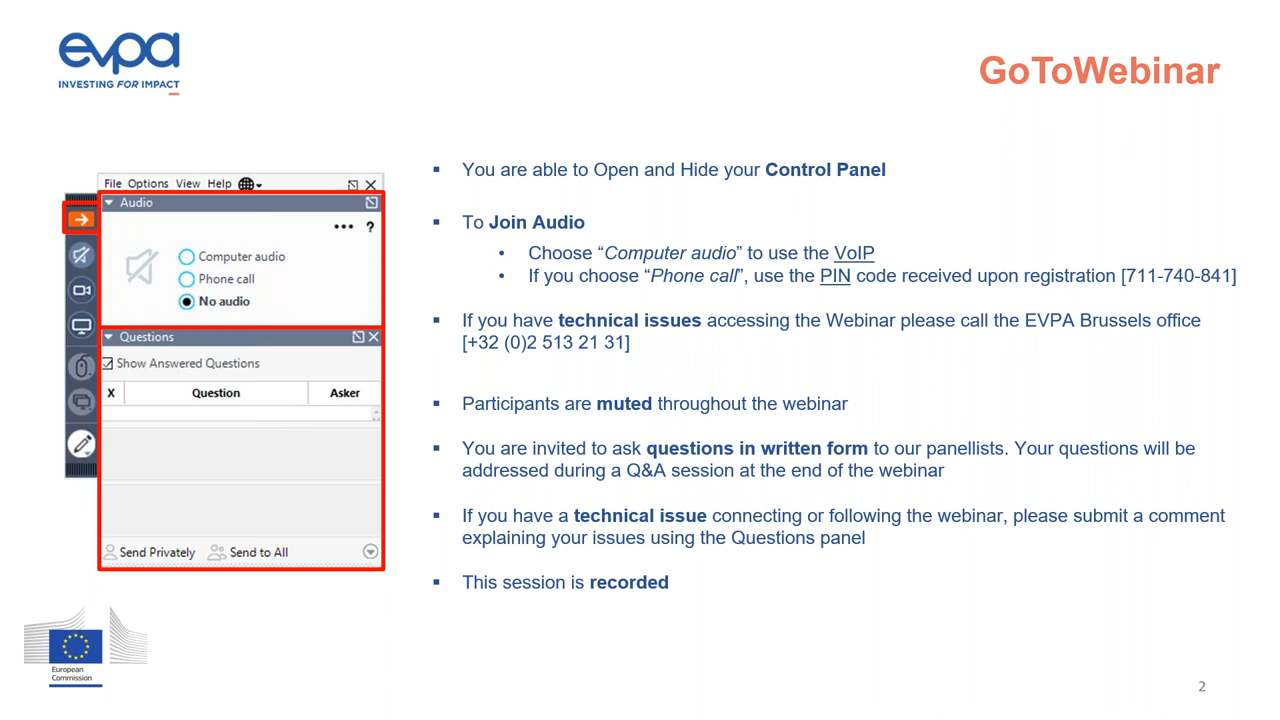 evpa
INVESTING FOR IMPACT
GoToWebinar
File Options View Help
Audio
... ?
Computer audio
Phone call
No audio
Questions
Show Answered Questions
X Question Asker
Send Privately Send to All
▪ You are able to Open and Hide your Control Panel
▪ To Join Audio
• Choose “Computer audio” to use the VoIP
• If you choose “Phone call”, use the PIN code received upon registration [711-740-841]
▪ If you have technical issues accessing the Webinar please call the EVPA Brussels office
[+32 (0)2 513 21 31]
▪ Participants are muted throughout the webinar
▪ You are invited to ask questions in written form to our panellists. Your questions will be
addressed during a Q&A session at the end of the webinar
▪ If you have a technical issue connecting or following the webinar, please submit a comment
explaining your issues using the Questions panel
▪ This session is recorded
European
Commission
2